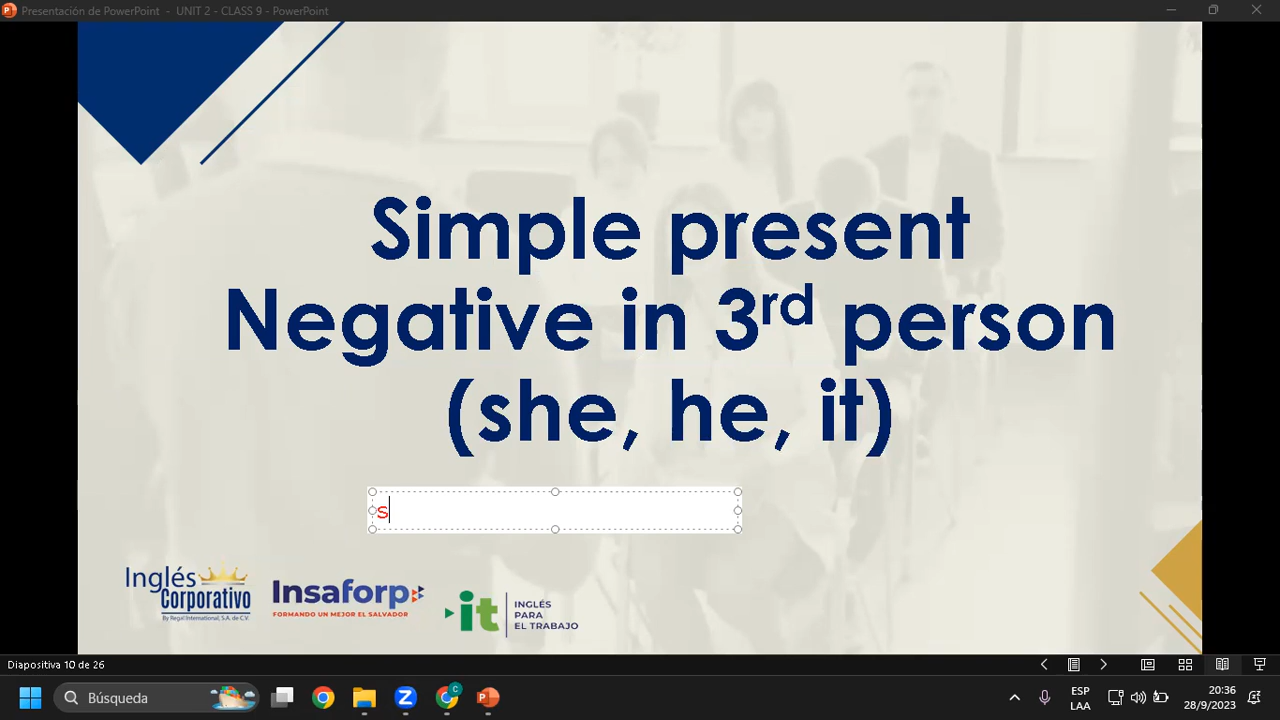 Presentación de PowerPoint - UNIT 2 - CLASS 9 - PowerPoint
Simple present
Negative in 3rd person
(she, he, it)
s
Inglés
Corporativo
By Regal International, S.A. de C.V.
Insaforp
FORMANDO UN MEJOR EL SALVADOR
it
INGLÉS
PARA
EL TRABAJO
Diapositiva 10 de 26
Búsqueda
ESP
LAA
20:36
28/9/2023